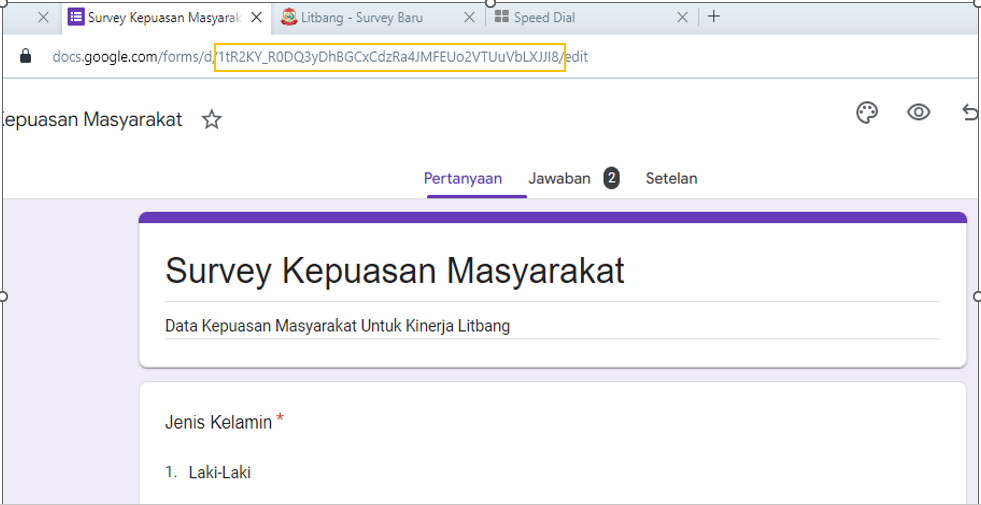 Survey Kepuasan Masyarak
Litbang - Survey Baru
Speed Dial
docs.google.com/forms/d/1tR2KY_R0DQ3yDhBGCxCdzRa4JMFEUo2VTUuVbLXJJI8/edit
Kepuasan Masyarakat
Pertanyaan
Jawaban 2
Setelan
Survey Kepuasan Masyarakat
Data Kepuasan Masyarakat Untuk Kinerja Litbang
Jenis Kelamin *
1. Laki-Laki